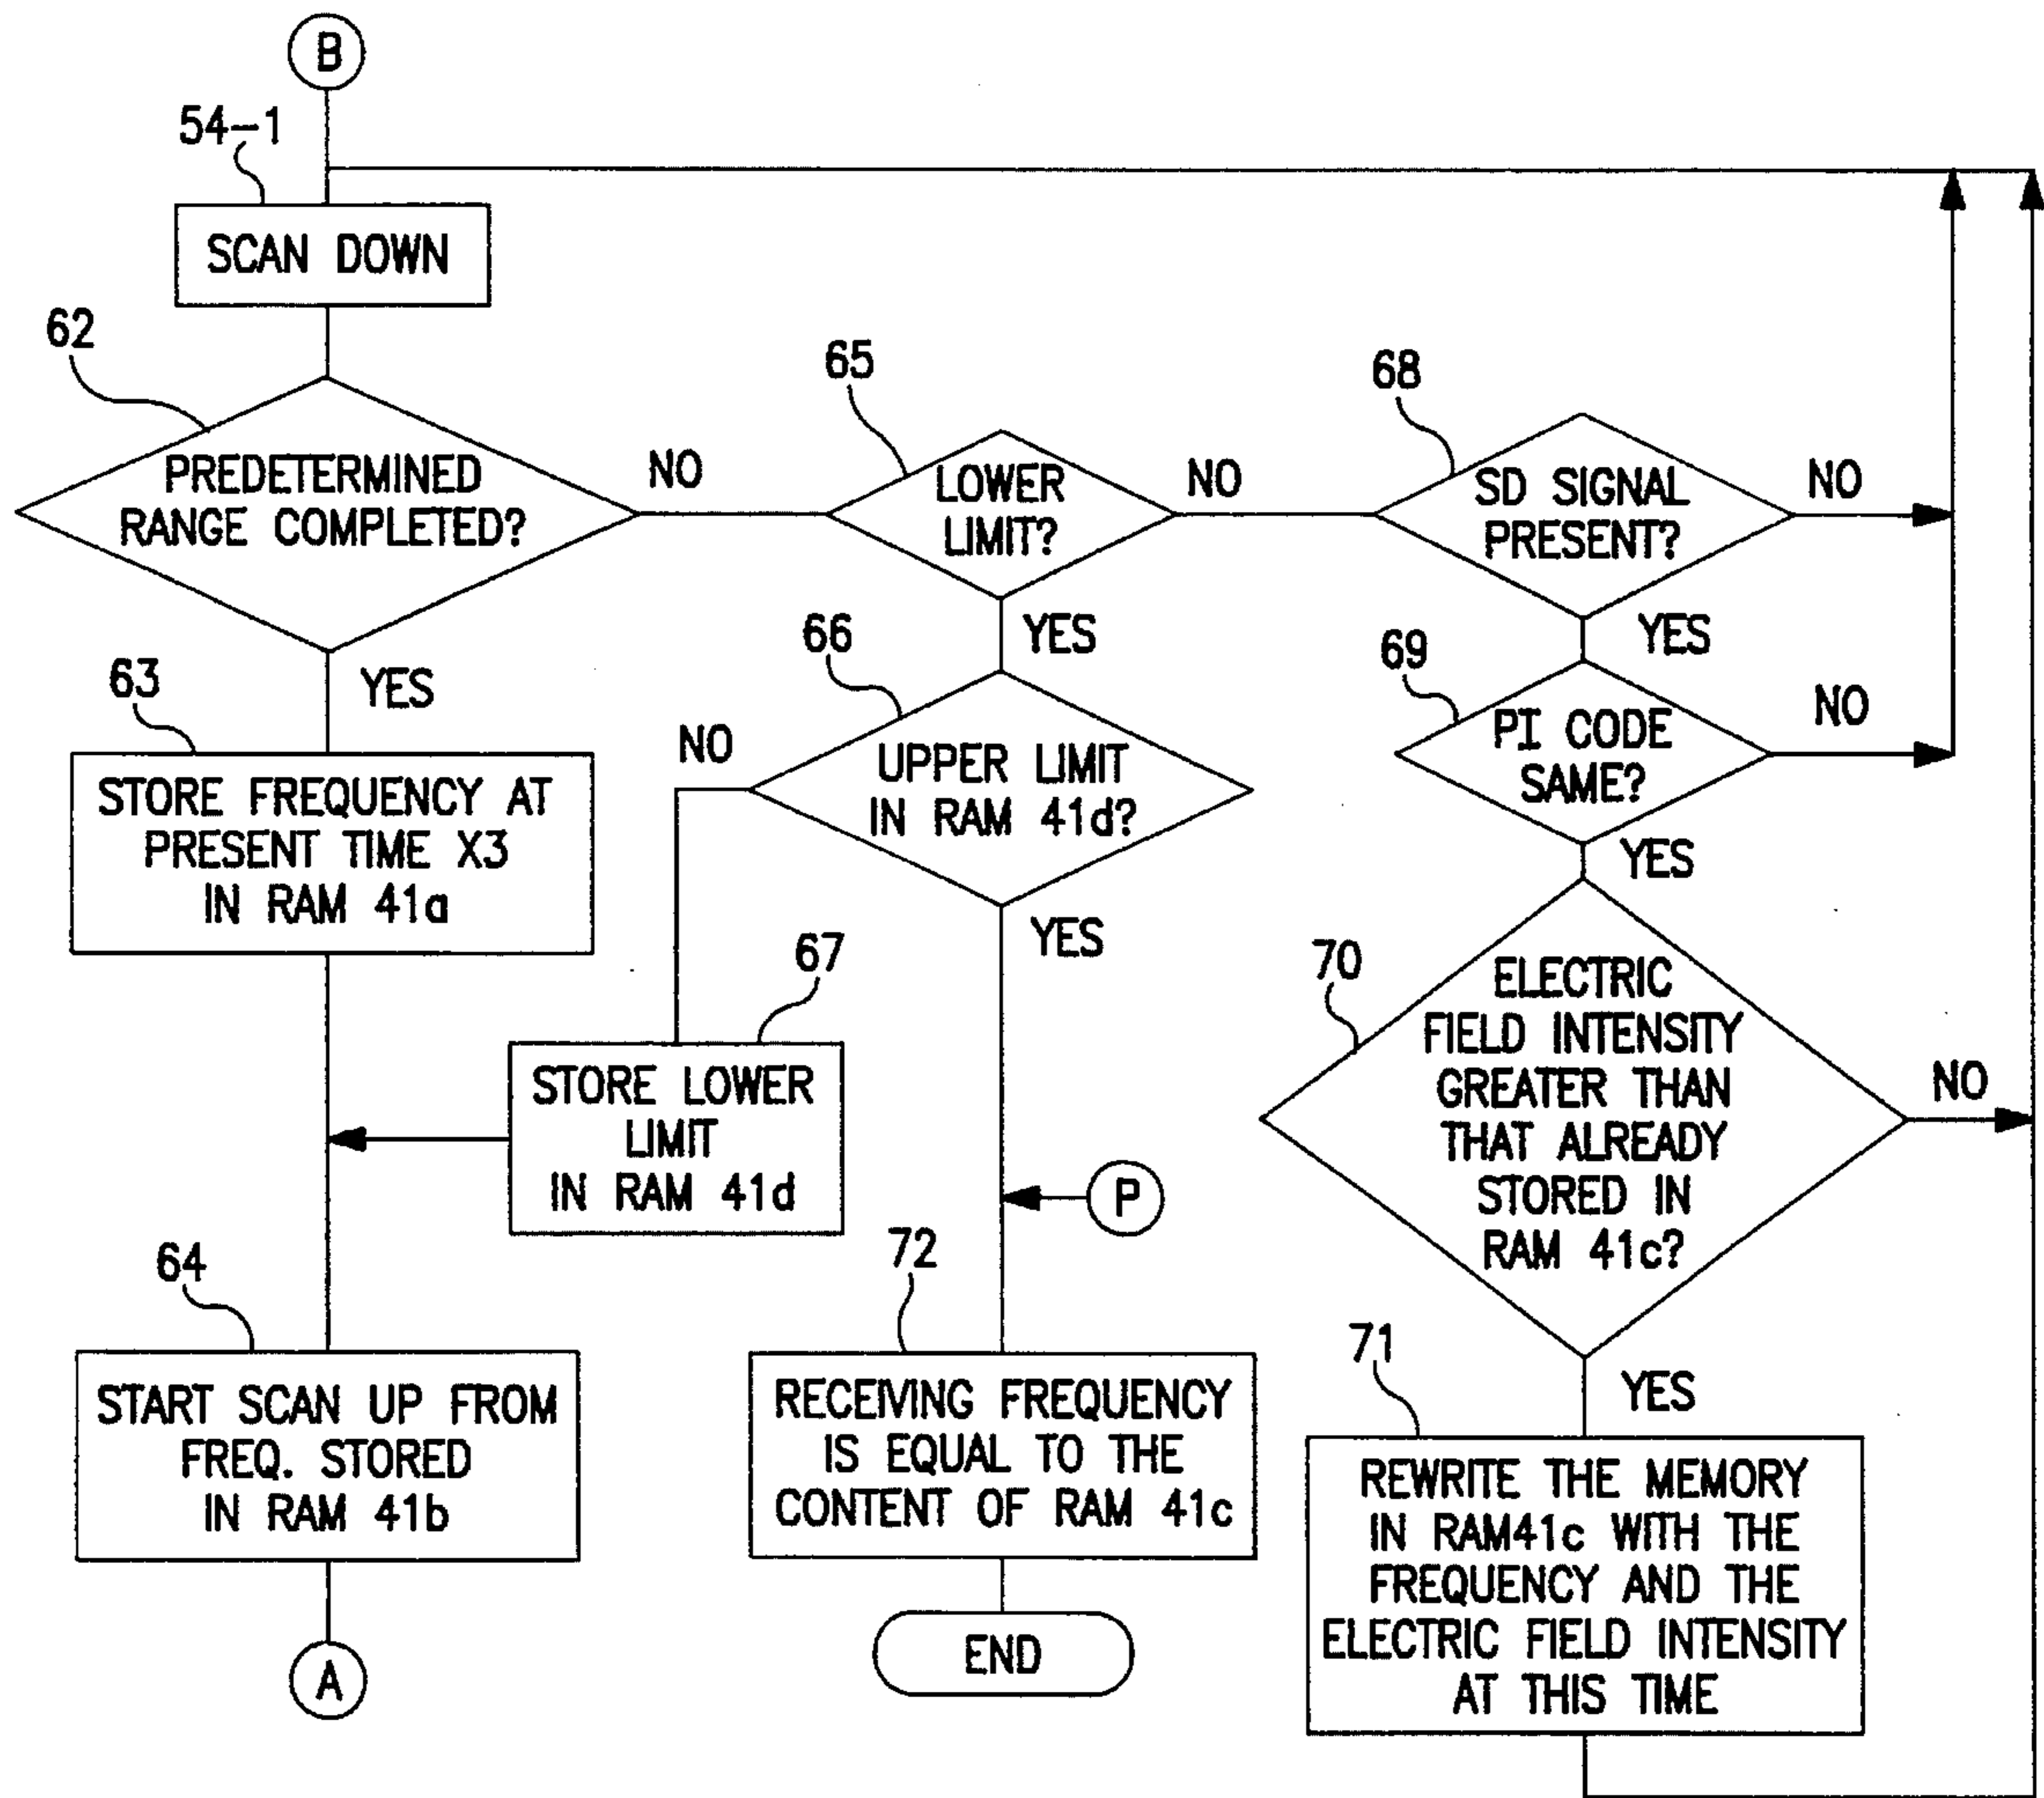 B
54-1
SCAN DOWN
62
PREDETERMINED
RANGE COMPLETED?
NO
YES
63
STORE FREQUENCY AT
PRESENT TIME X3
IN RAM 41a
64
START SCAN UP FROM
FREQ. STORED
IN RAM 41b
A
65
LOWER
LIMIT?
NO
YES
66
UPPER LIMIT
IN RAM 41d?
NO
YES
67
STORE LOWER
LIMIT
IN RAM 41d
P
72
RECEIVING FREQUENCY
IS EQUAL TO THE
CONTENT OF RAM 41c
END
68
SD SIGNAL
PRESENT?
NO
YES
69
PI CODE
SAME?
NO
YES
70
ELECTRIC
FIELD INTENSITY
GREATER THAN
THAT ALREADY
STORED IN
RAM 41c?
NO
YES
71
REWRITE THE MEMORY
IN RAM41c WITH THE
FREQUENCY AND THE
ELECTRIC FIELD INTENSITY
AT THIS TIME